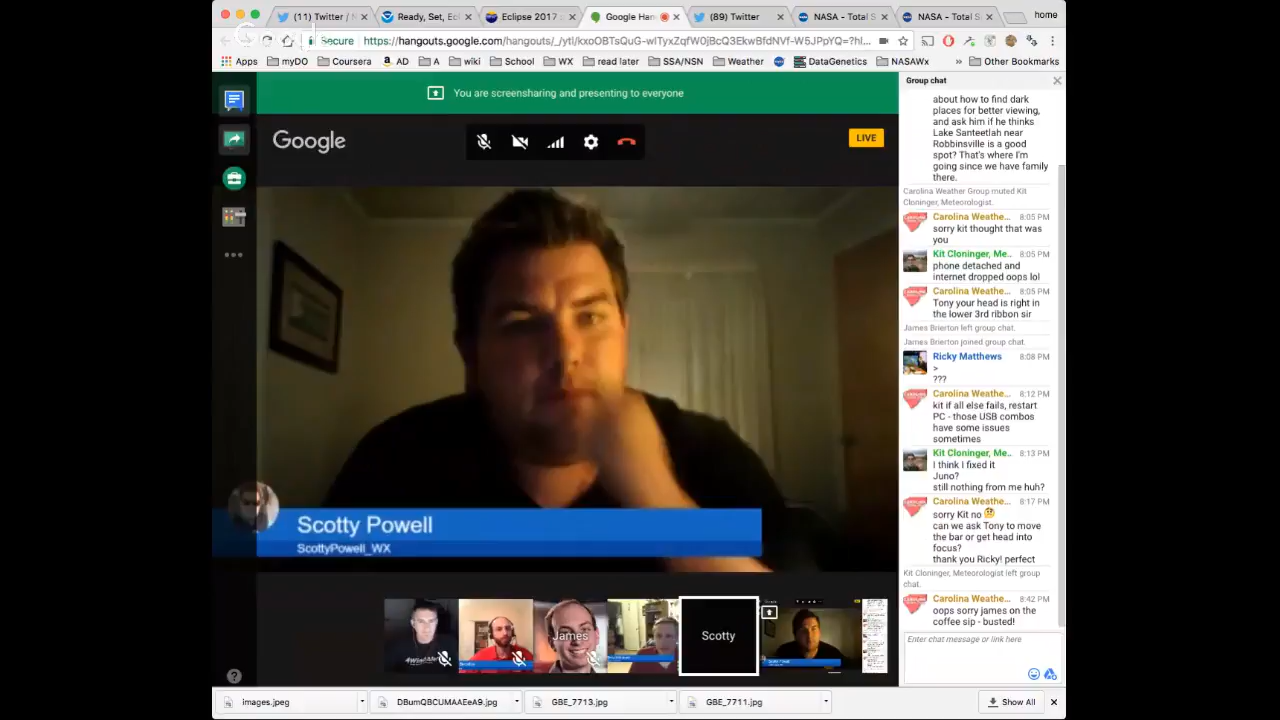 (11) Twitter / N
Ready, Set, Ecl
Eclipse 2017 a
Google Han
(89) Twitter
NASA - Total S
NASA - Total S
home
Secure
https://hangouts.google.com/hangouts/_/ytl/
Apps
myDO
Coursera
AD
A
wiki
School
WX
read later
SSA/NSN
Weather
DataGenetics
NASAWx
»
Other Bookmarks
You are screensharing and presenting to everyone
Google
LIVE
Scotty Powell
ScottyPowell_WX
James
Scotty
Group chat
about how to find dark
places for better viewing,
and ask him if he thinks
Lake Santeetlah near
Robbinsville is a good
spot? That's where I'm
going since we have family
there.
Carolina Weather Group muted Kit
Cloninger, Meteorologist.
Carolina Weathe... 8:05 PM
sorry kit thought that was
you
Kit Cloninger, Me.. 8:05 PM
phone detached and
internet dropped oops lol
Carolina Weathe... 8:05 PM
Tony your head is right in
the lower 3rd ribbon sir
James Brierton left group chat.
James Brierton joined group chat.
Ricky Matthews 8:08 PM
>
???
Carolina Weathe... 8:12 PM
kit if all else fails, restart
PC - those USB combos
have some issues
sometimes
Kit Cloninger, Me.. 8:13 PM
I think I fixed it
Juno?
still nothing from me huh?
Carolina Weathe... 8:17 PM
sorry Kit no
can we ask Tony to move
the bar or get head into
focus?
thank you Ricky! perfect
Kit Cloninger, Meteorologist left group
chat.
Carolina Weathe... 8:42 PM
oops sorry james on the
coffee sip - busted!
Enter chat message or link here
images.jpeg
DBumQBCUMAAEeA9.jpg
GBE_7713.jpg
GBE_7711.jpg
Show All